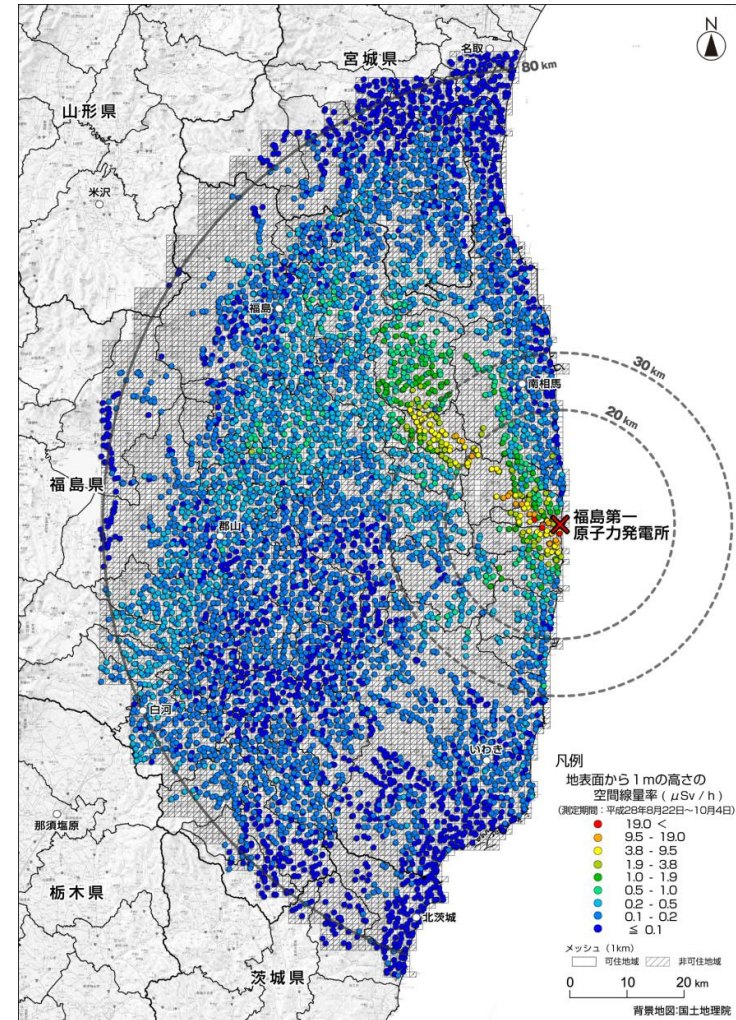 N
宮城県
名取
80 km
山形県
米沢
福島
30 km
南相馬
20 km
福島県
福島第一
原子力発電所
郡山
白河
いわき
那須塩原
栃木県
北茨城
茨城県
凡例
地表面から1mの高さの
空間線量率 ( μSv / h )
(測定期間:平成28年8月22日~10月4日)
19.0 <
9.5 - 19.0
3.8 - 9.5
1.9 - 3.8
1.0 - 1.9
0.5 - 1.0
0.2 - 0.5
0.1 - 0.2
≦ 0.1
メッシュ (1km)
可住地域 非可住地域
0 10 20 km
背景地図:国土地理院